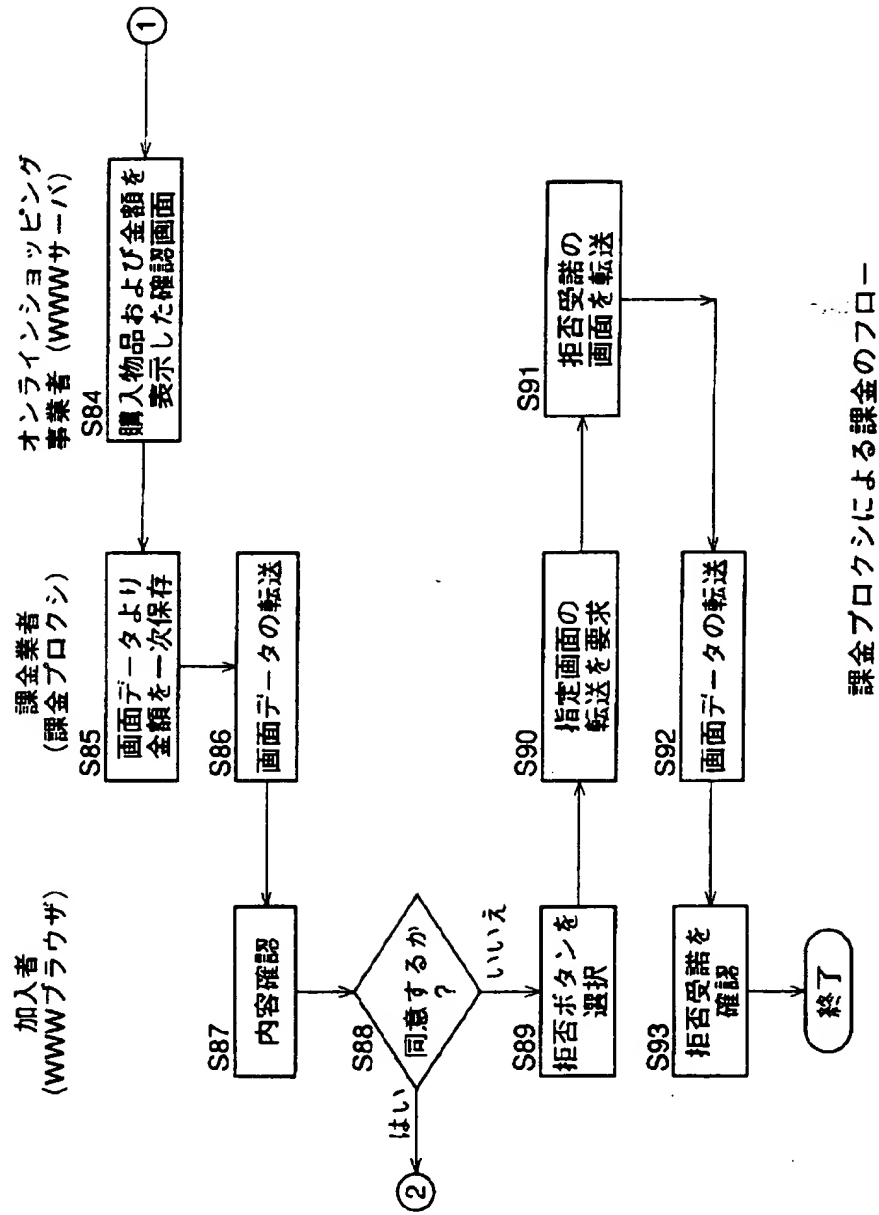 加入者
(WWWブラウザ)
課金業者
(課金プロクシ)
オンラインショッピング
事業者 (WWWサーバ)
1
S84
購入物品および金額を
表示した確認画面
S85
画面データより
金額を一次保存
S86
画面データの転送
S87
内容確認
S88
同意するか
?
はい
2
いいえ
S89
拒否ボタンを
選択
S90
指定画面の
転送を要求
S91
拒否受諾の
画面を転送
S92
画面データの転送
S93
拒否受諾を
確認
終了
課金プロクシによる課金のフロー